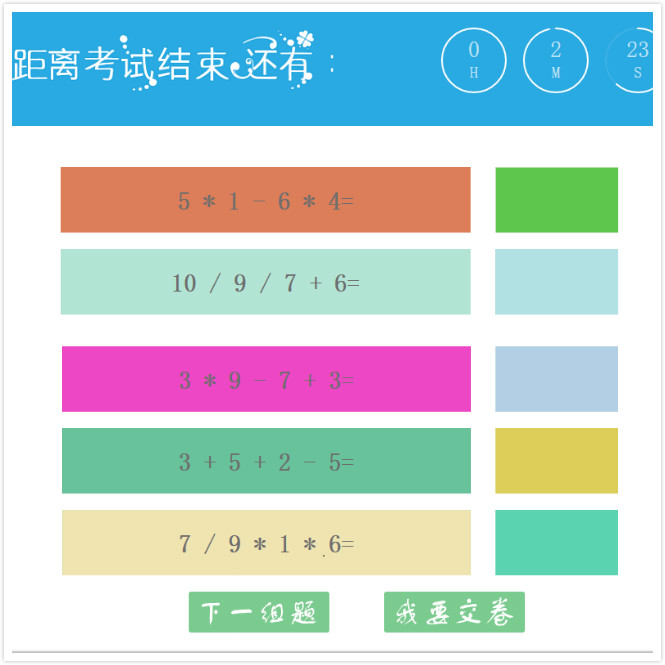 距离考试结束还有：
0 H
2 M
23 S
5 * 1 - 6 * 4=
10 / 9 / 7 + 6=
3 * 9 - 7 + 3=
3 + 5 + 2 - 5=
7 / 9 * 1 * 6=
下一组题
我要交卷